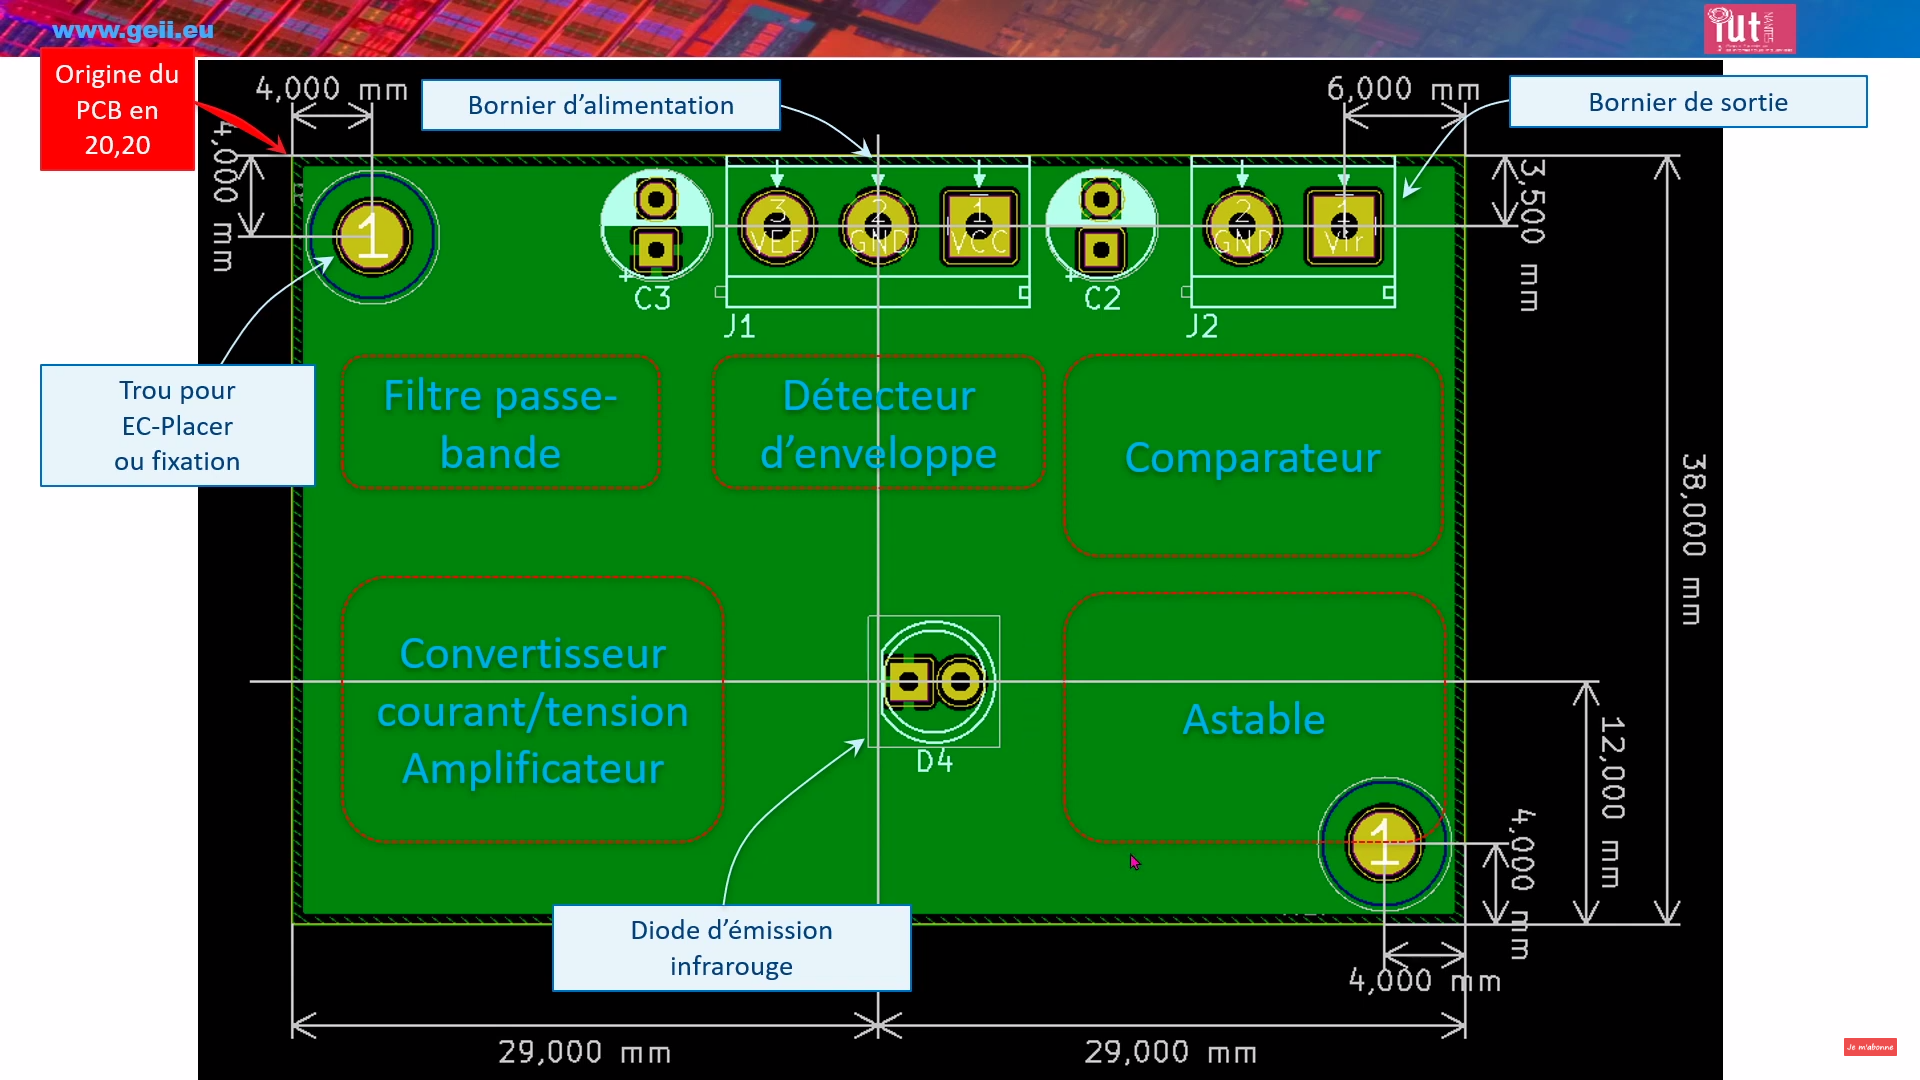 www.geii.eu
iut
NANTES
Origine du
PCB en
20,20
4,000 mm
Bornier d’alimentation
6,000 mm
Bornier de sortie
4,000 mm
3,500 mm
1
3
VEE
2
GND
1
VCC
2
GND
1
VTr
+
C3
+
C2
J1
J2
Trou pour
EC-Placer
ou fixation
Filtre passe-
bande
Détecteur
d’enveloppe
Comparateur
38,000 mm
Convertisseur
courant/tension
Amplificateur
D4
Astable
12,000 mm
1
4,000 mm
Diode d’émission
infrarouge
4,000 mm
29,000 mm
29,000 mm
Je m'abonne